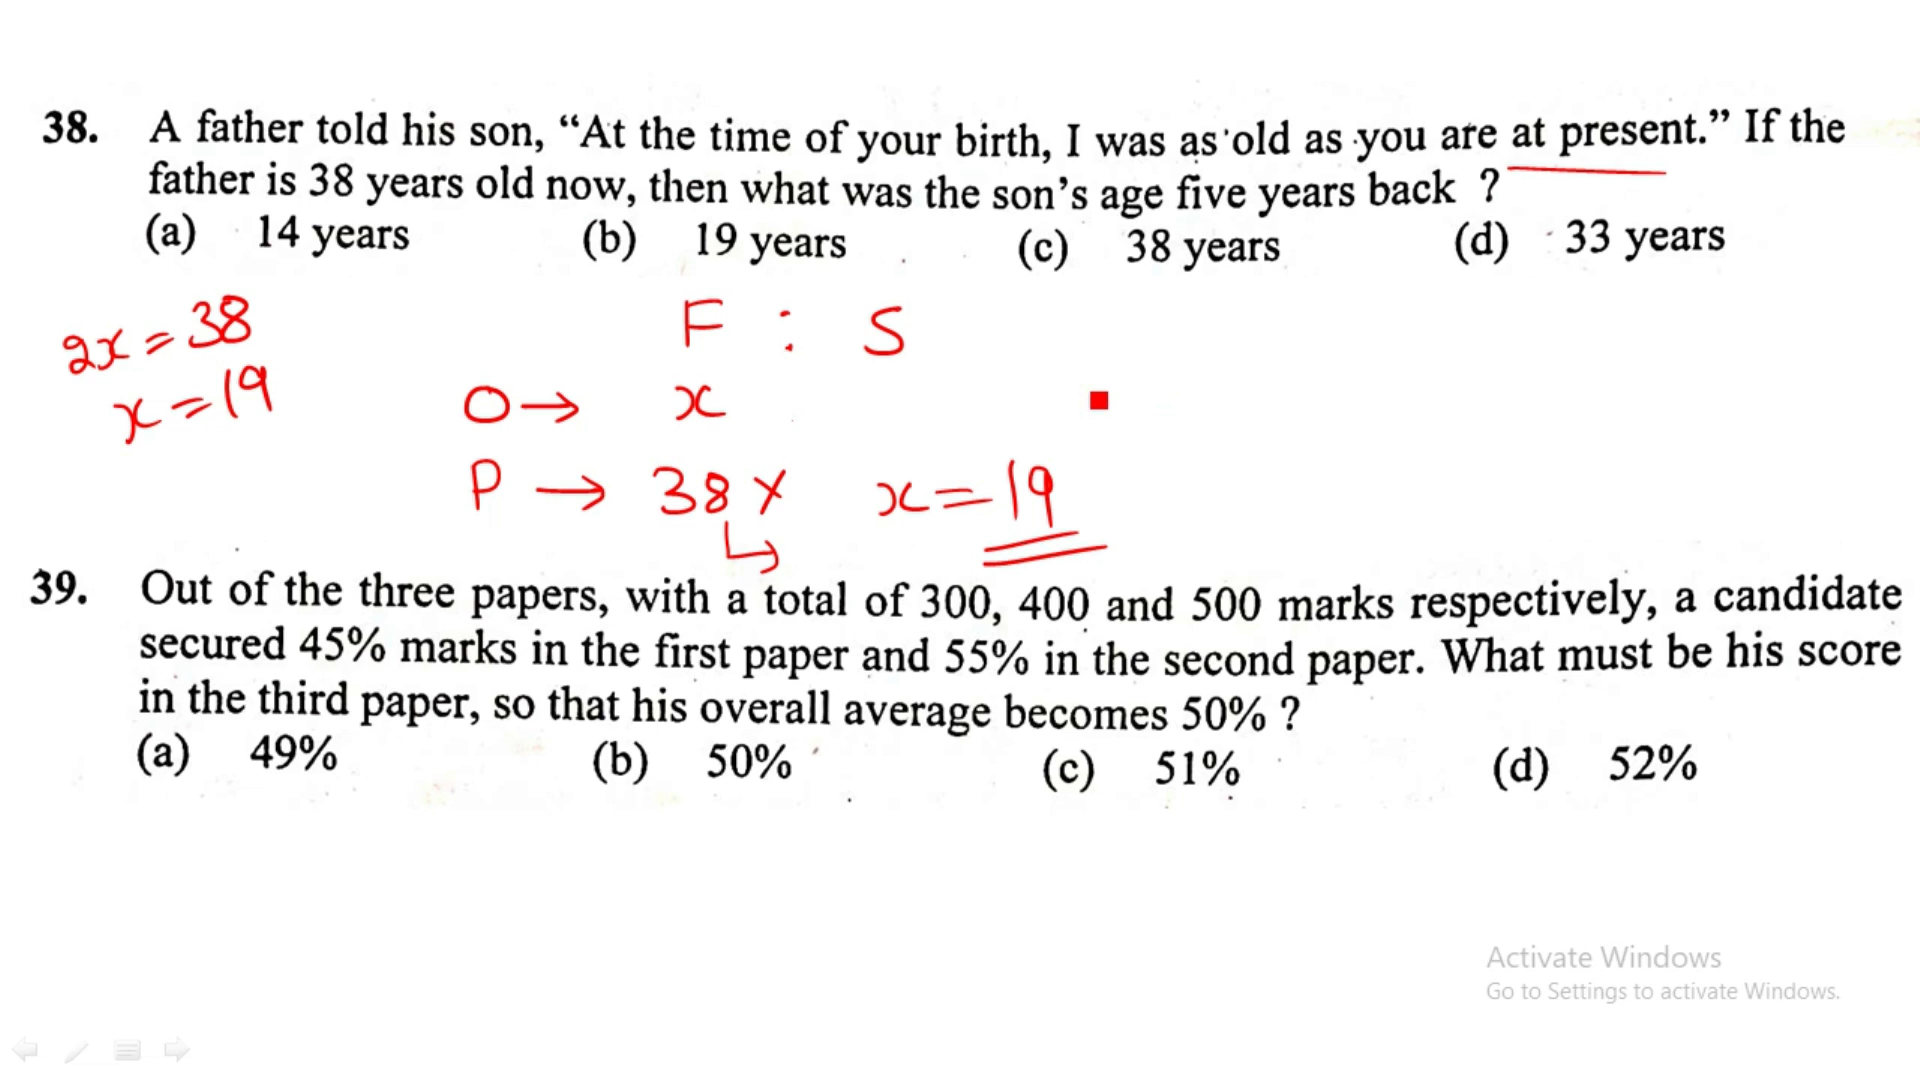 38. A father told his son, “At the time of your birth, I was as old as you are at present.” If the
father is 38 years old now, then what was the son’s age five years back ?
(a) 14 years (b) 19 years (c) 38 years (d) 33 years
2x = 38
x = 19
F : S
O → x
P → 38 x x = 19
39. Out of the three papers, with a total of 300, 400 and 500 marks respectively, a candidate
secured 45% marks in the first paper and 55% in the second paper. What must be his score
in the third paper, so that his overall average becomes 50% ?
(a) 49% (b) 50% (c) 51% (d) 52%
Activate Windows
Go to Settings to activate Windows.